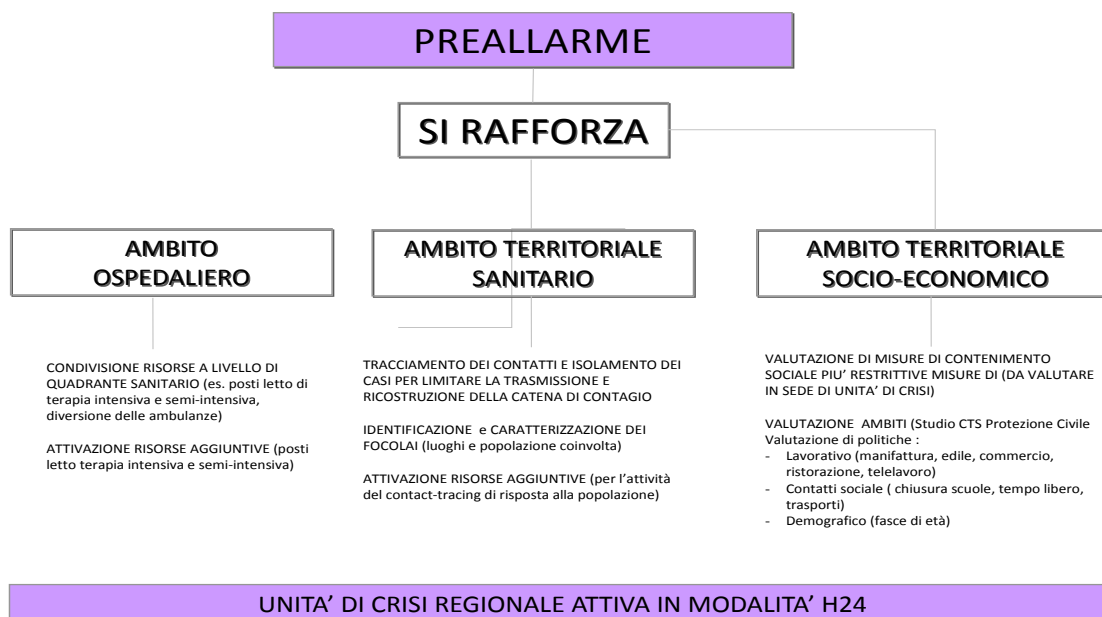 PREALLARME
SI RAFFORZA
AMBITO
OSPEDALIERO
CONDIVISIONE RISORSE A LIVELLO DI
QUADRANTE SANITARIO (es. posti letto di
terapia intensiva e semi-intensiva,
diversione delle ambulanze)
ATTIVAZIONE RISORSE AGGIUNTIVE (posti
letto terapia intensiva e semi-intensiva)
AMBITO TERRITORIALE
SANITARIO
TRACCIAMENTO DEI CONTATTI E ISOLAMENTO DEI
CASI PER LIMITARE LA TRASMISSIONE E
RICOSTRUZIONE DELLA CATENA DI CONTAGIO
IDENTIFICAZIONE e CARATTERIZZAZIONE DEI
FOCOLAI (luoghi e popolazione coinvolta)
ATTIVAZIONE RISORSE AGGIUNTIVE (per l'attività
del contact-tracing di risposta alla popolazione)
AMBITO TERRITORIALE
SOCIO-ECONOMICO
VALUTAZIONE DI MISURE DI CONTENIMENTO
SOCIALE PIU' RESTRITTIVE MISURE DI (DA VALUTARE
IN SEDE DI UNITA' DI CRISI)
VALUTAZIONE AMBITI (Studio CTS Protezione Civile
Valutazione di politiche :
- Lavorativo (manifattura, edile, commercio,
ristorazione, telelavoro)
- Contatti sociale ( chiusura scuole, tempo libero,
trasporti)
- Demografico (fasce di età)
UNITA' DI CRISI REGIONALE ATTIVA IN MODALITA' H24